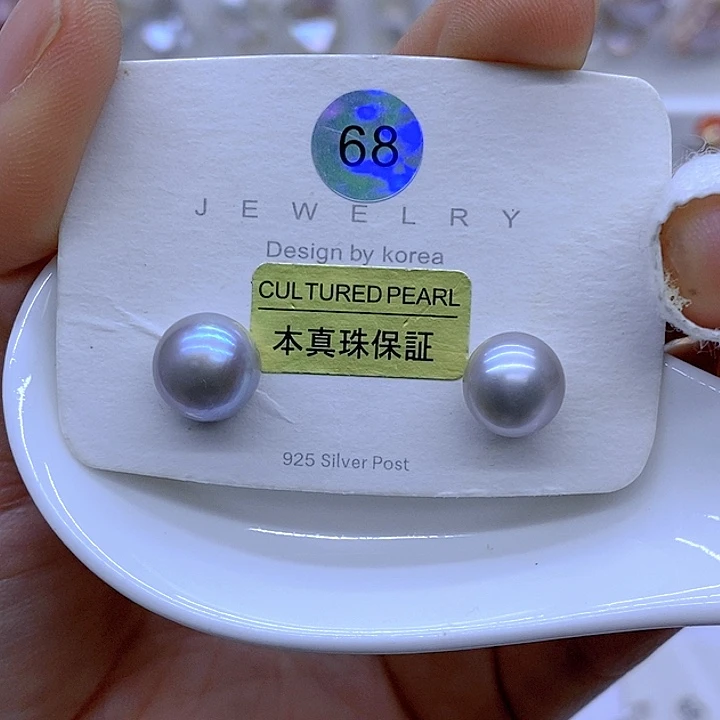 68
JEWELRY
Design by korea
CULTURED PEARL
本真珠保証
925 Silver Post